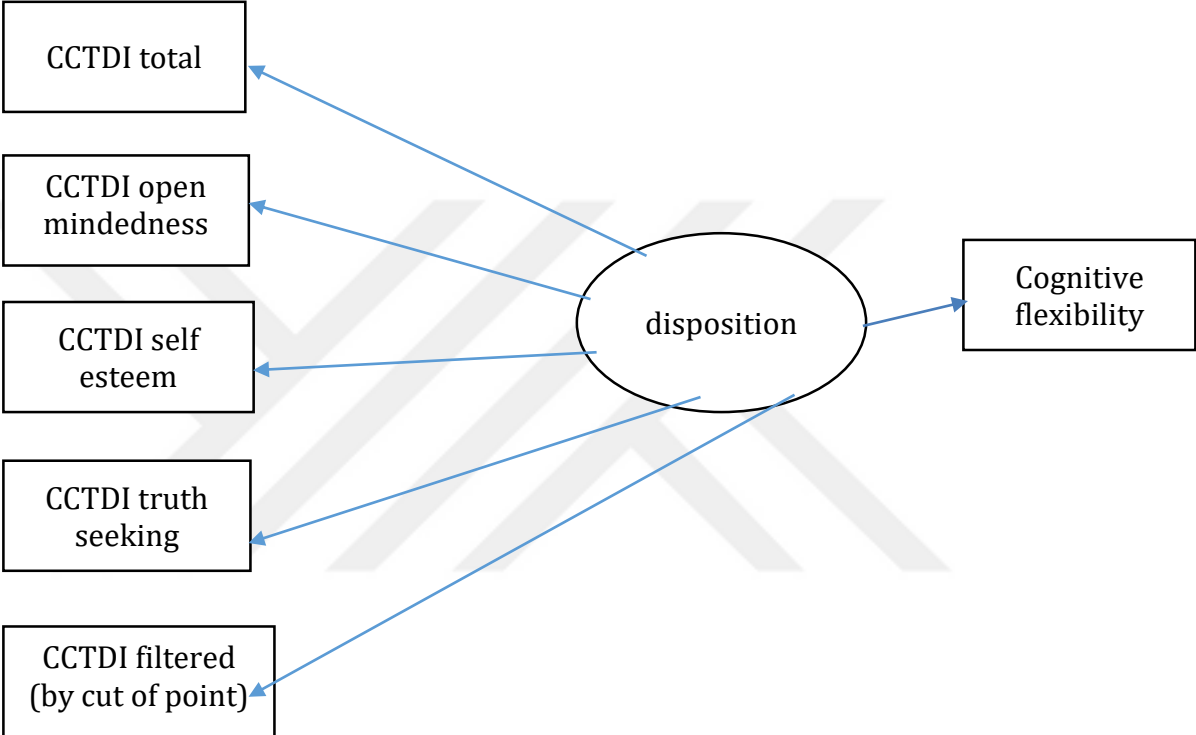 CCTDI total
CCTDI open
mindedness
CCTDI self
esteem
CCTDI truth
seeking
CCTDI filtered
(by cut of point)
disposition
Cognitive
flexibility